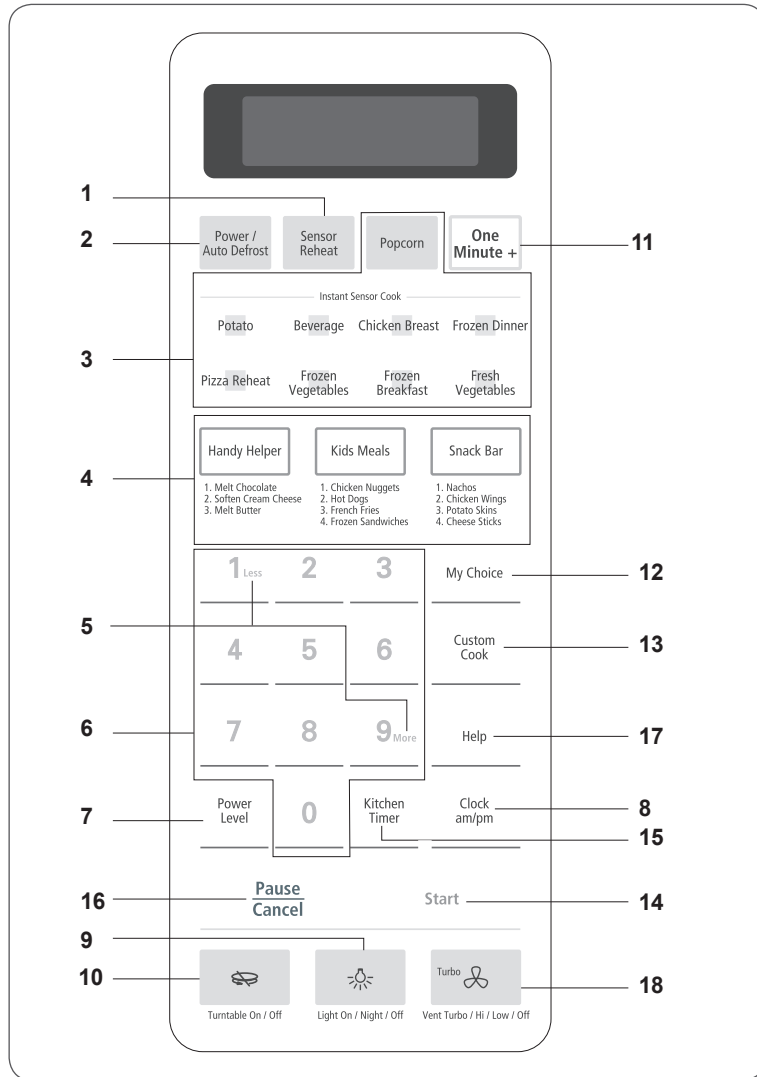 1
2
Power /
Auto Defrost
Sensor
Reheat
Popcorn
One
Minute +
11
Instant Sensor Cook
3
Potato
Beverage
Chicken Breast
Frozen Dinner
Pizza Reheat
Frozen
Vegetables
Frozen
Breakfast
Fresh
Vegetables
4
Handy Helper
1. Melt Chocolate
2. Soften Cream Cheese
3. Melt Butter
Kids Meals
1. Chicken Nuggets
2. Hot Dogs
3. French Fries
4. Frozen Sandwiches
Snack Bar
1. Nachos
2. Chicken Wings
3. Potato Skins
4. Cheese Sticks
1 Less
2
3
My Choice
12
5
4
5
6
Custom
Cook
13
6
7
8
9 More
Help
17
7
Power
Level
0
Kitchen
Timer
Clock
am/pm
8
15
16
Pause
Cancel
Start
14
9
10
Turbo
18
Turntable On / Off
Light On / Night / Off
Vent Turbo / Hi / Low / Off